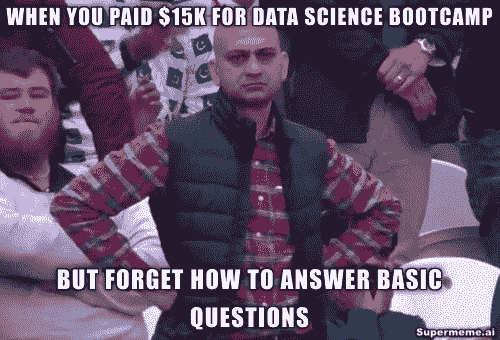 WHEN YOU PAID $15K FOR DATA SCIENCE BOOTCAMP
BUT FORGET HOW TO ANSWER BASIC
QUESTIONS
Supermeme.ai